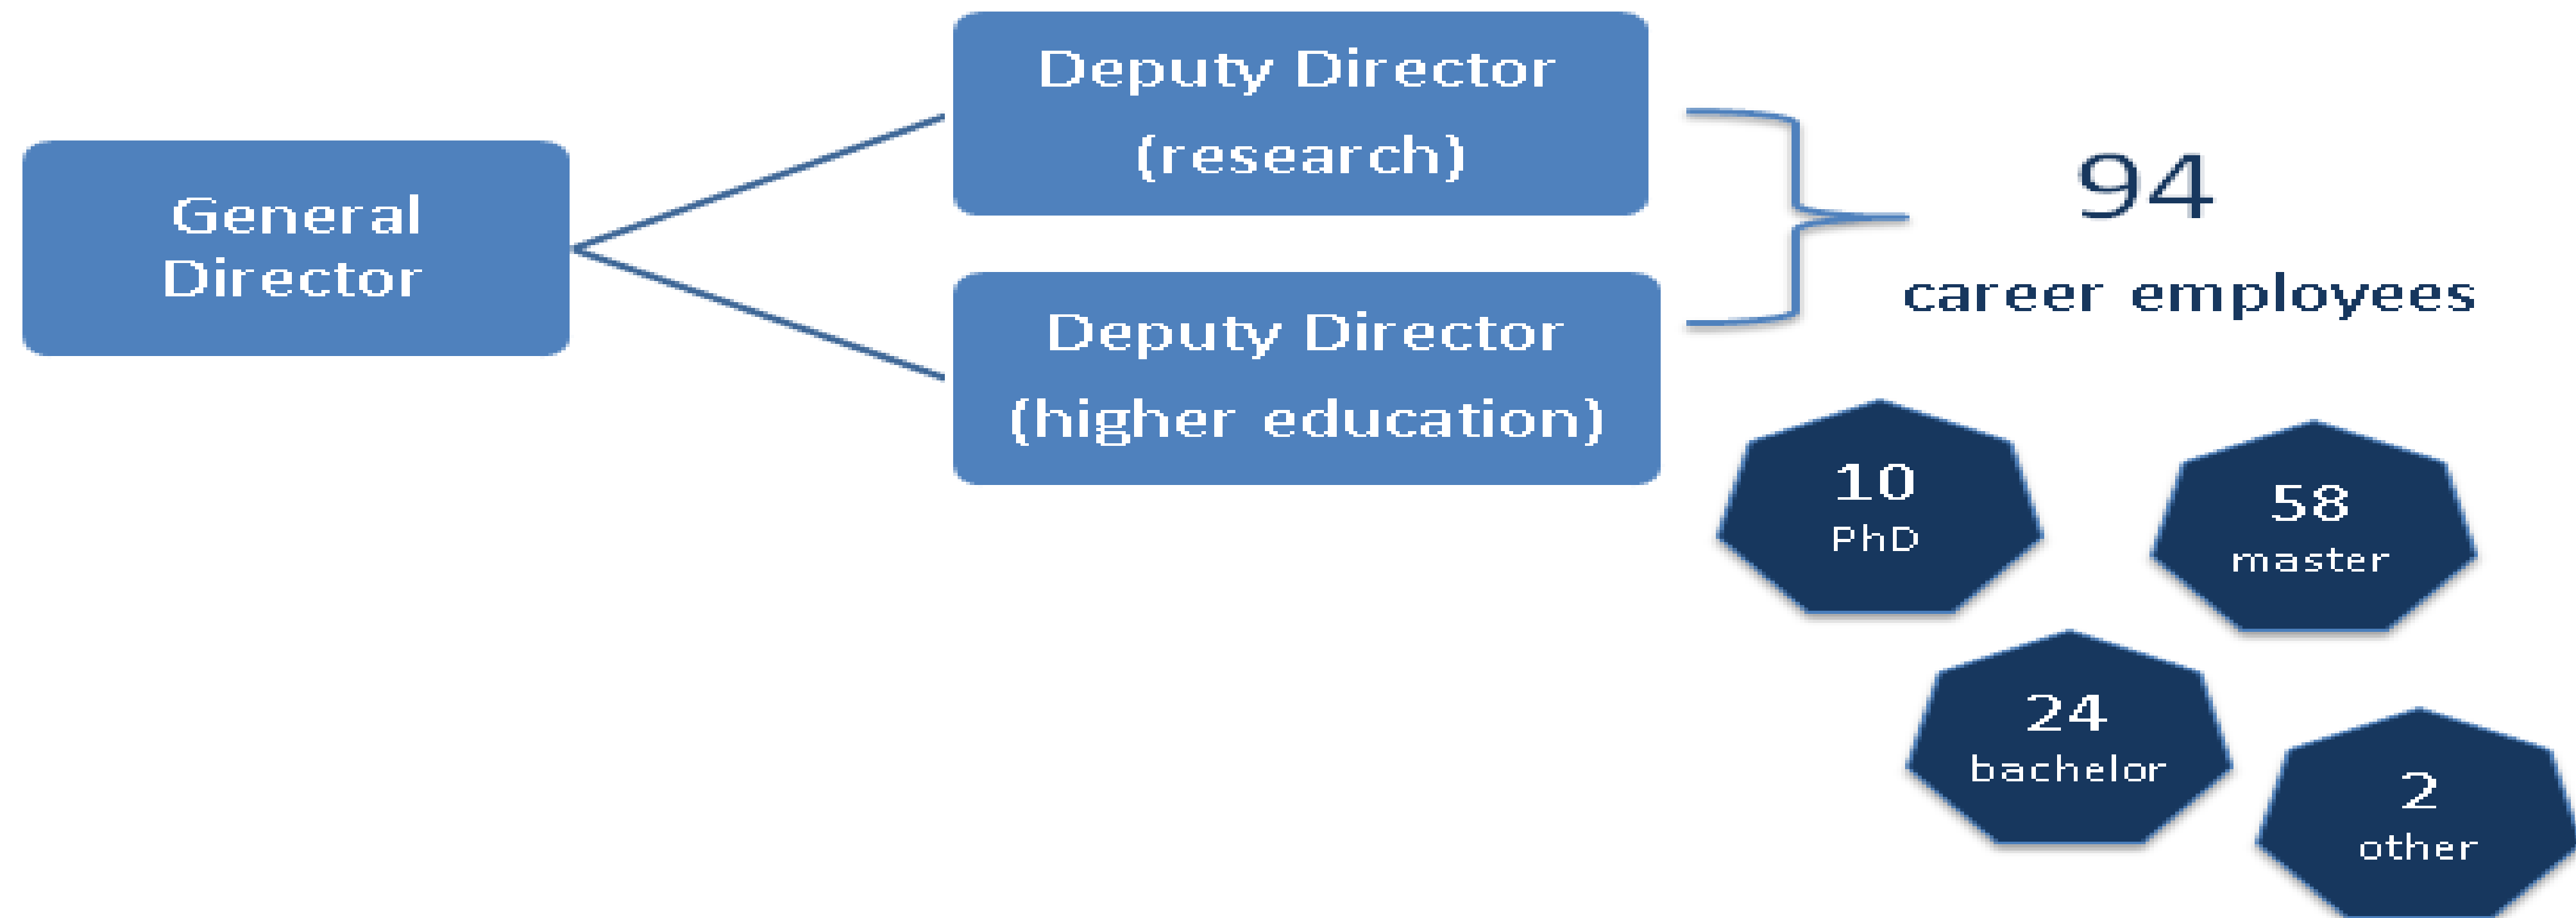 General
Director
Deputy Director
(research)
Deputy Director
(higher education)
94
career employees
10
PhD
58
master
24
bachelor
2
other